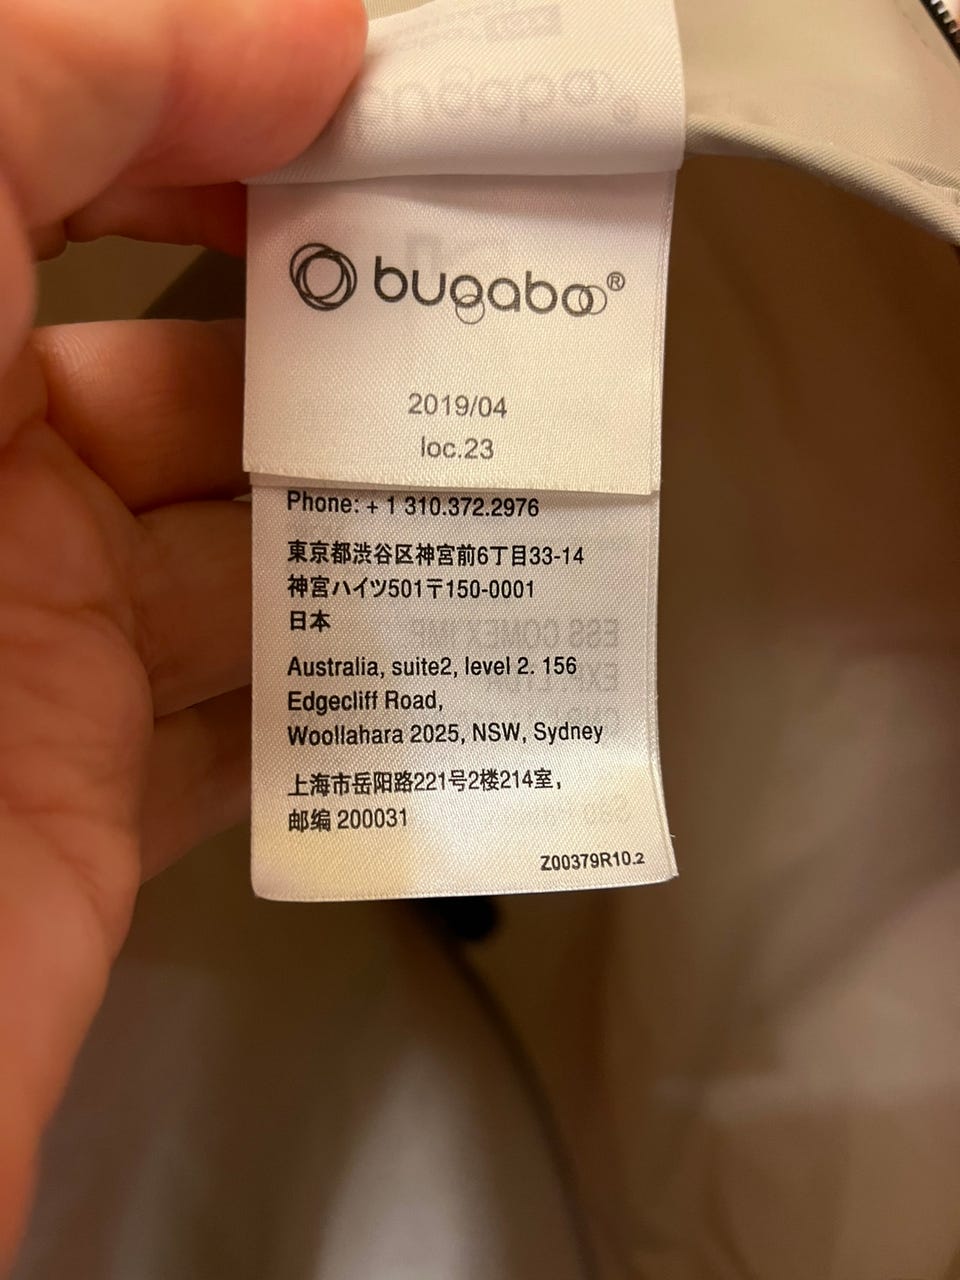 bugaboo®
2019/04
loc.23
Phone: + 1 310.372.2976
東京都渋谷区神宮前6丁目33-14
神宮ハイツ501〒150-0001
日本
Australia, suite2, level 2. 156
Edgecliff Road,
Woollahara 2025, NSW, Sydney
上海市岳阳路221号2楼214室,
邮编 200031
Z00379R10.2